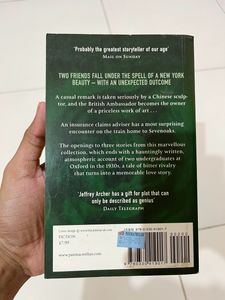 'Probably the greatest storyteller of our age'
MAIL ON SUNDAY
TWO FRIENDS FALL UNDER THE SPELL OF A NEW YORK
BEAUTY – WITH AN UNEXPECTED OUTCOME
A casual remark is taken seriously by a Chinese sculp-
tor, and the British Ambassador becomes the owner of
a priceless work of art . . .
An insurance claims adviser has a most surprising
encounter on the train home to Sevenoaks.
The openings to three stories from this marvellous
collection, which ends with a hauntingly written,
atmospheric account of two undergraduates at
Oxford in the 1930s, a tale of bitter rivalry
that turns into a memorable love story.
'Jeffrey Archer has a gift for plot that can
only be described as genius'
DAILY TELEGRAPH
FICTION
£7.99
www.panmacmillan.com
00200